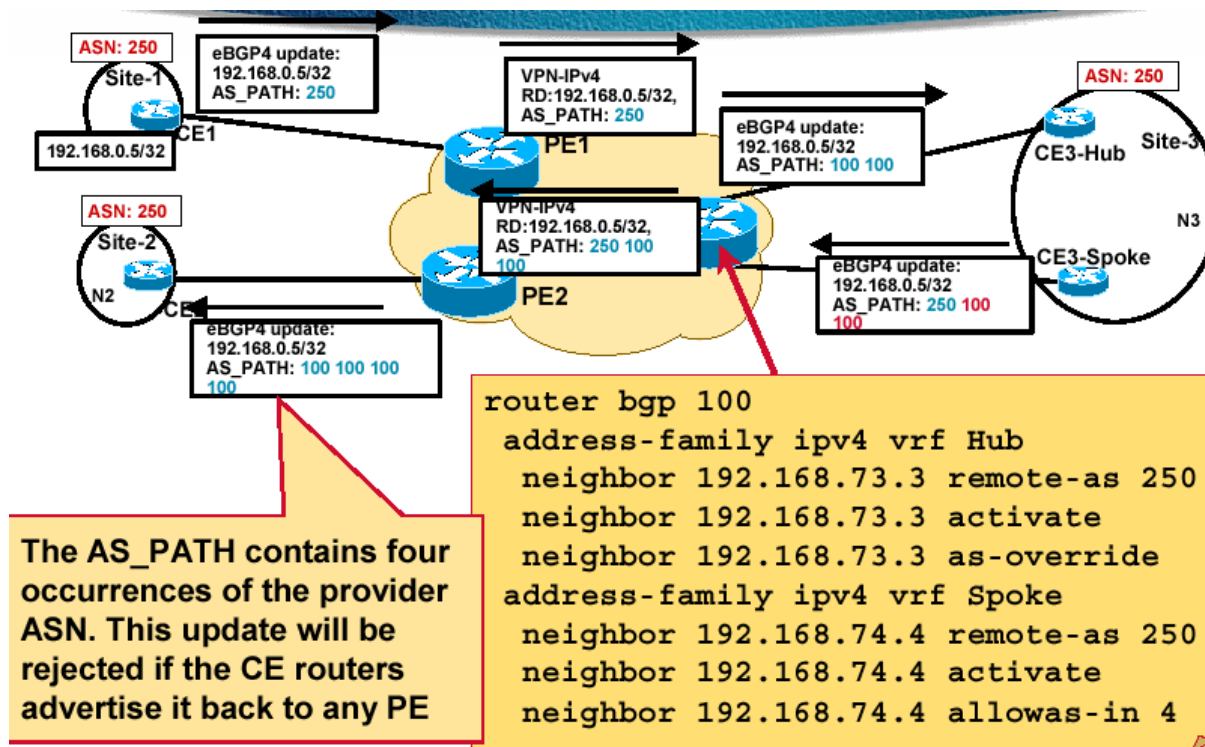 ASN: 250
Site-1
CE1
192.168.0.5/32
eBGP4 update:
192.168.0.5/32
AS_PATH: 250
VPN-IPv4
RD:192.168.0.5/32,
AS_PATH: 250
PE1
eBGP4 update:
192.168.0.5/32
AS_PATH: 100 100
ASN: 250
CE3-Hub
Site-3
N3
CE3-Spoke
eBGP4 update:
192.168.0.5/32
AS_PATH: 250 100
100
VPN-IPv4
RD:192.168.0.5/32,
AS_PATH: 250 100
100
ASN: 250
Site-2
N2
CE
PE2
eBGP4 update:
192.168.0.5/32
AS_PATH: 100 100 100
100
The AS_PATH contains four
occurrences of the provider
ASN. This update will be
rejected if the CE routers
advertise it back to any PE
router bgp 100
address-family ipv4 vrf Hub
neighbor 192.168.73.3 remote-as 250
neighbor 192.168.73.3 activate
neighbor 192.168.73.3 as-override
address-family ipv4 vrf Spoke
neighbor 192.168.74.4 remote-as 250
neighbor 192.168.74.4 activate
neighbor 192.168.74.4 allowas-in 4